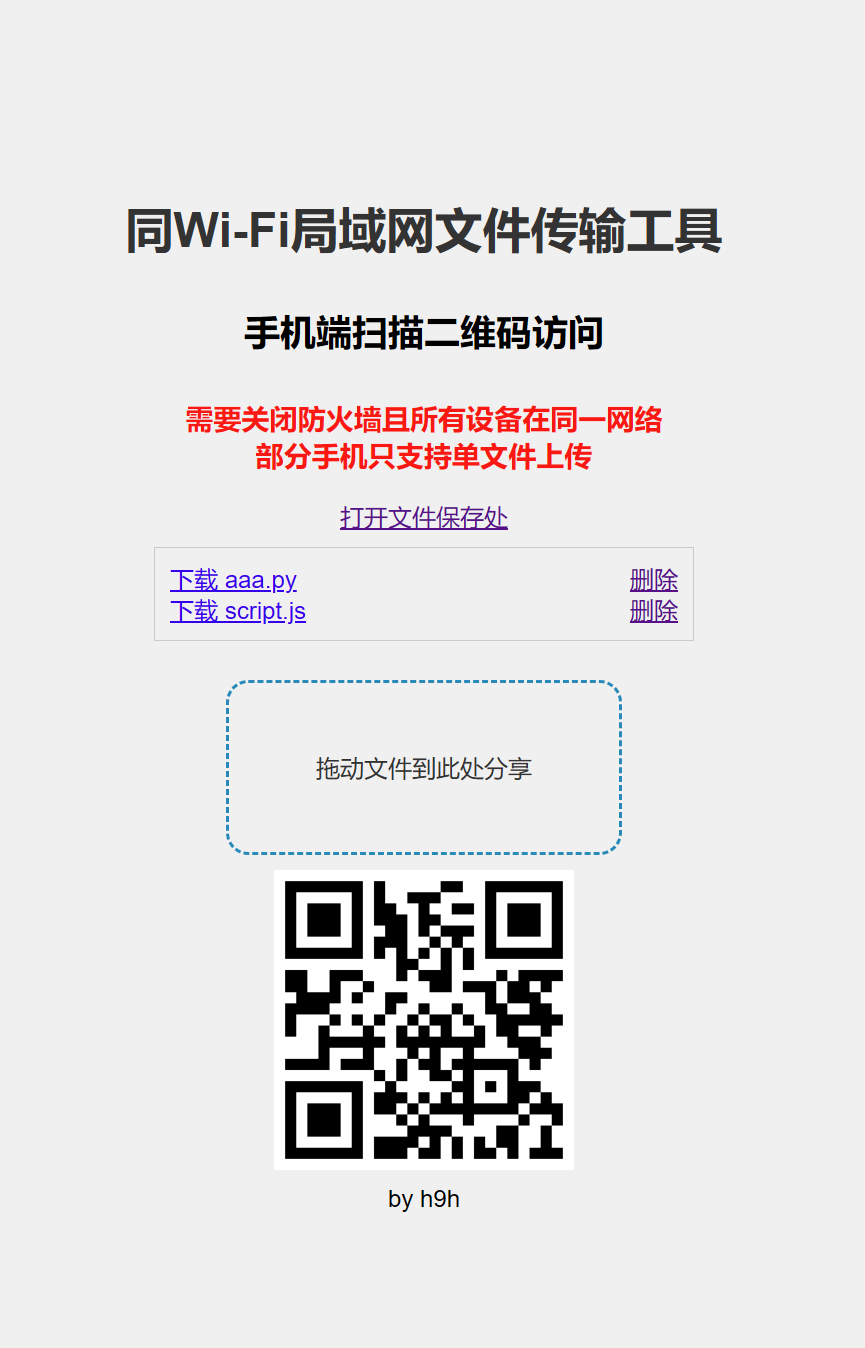 同Wi-Fi局域网文件传输工具
手机端扫描二维码访问
需要关闭防火墙且所有设备在同一网络
部分手机只支持单文件上传
打开文件保存处
下载 aaa.py 删除
下载 script.js 删除
拖动文件到此处分享
by h9h